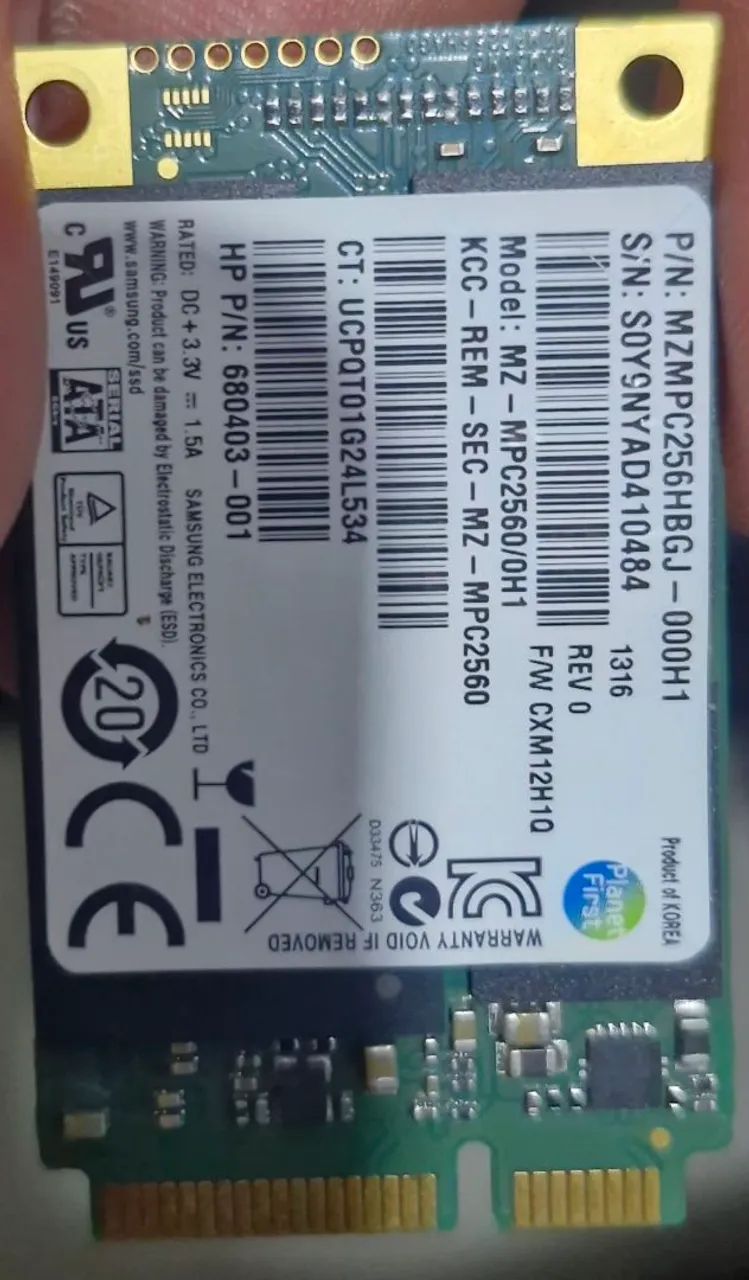 P/N: MZMPC256HBGJ-000H1
S/N: S0Y9NYAD410484
1316
REV 0
F/W CXM12H1Q
Model: MZ-MPC2560/0H1
KCC-REM-SEC-MZ-MPC2560
CT: UCPQT01G24L534
HP P/N: 680403-001
RATED: DC+3.3V ⎓ 1.5A SAMSUNG ELECTRONICS CO., LTD
WARNING: Product can be damaged by Electrostatic Discharge (ESD).
www.samsung.com/ssd
Product of KOREA
Planet
First
D33475 N363
WARRANTY VOID IF REMOVED
C US
®
E149091
SERIAL
ATA
20
CE